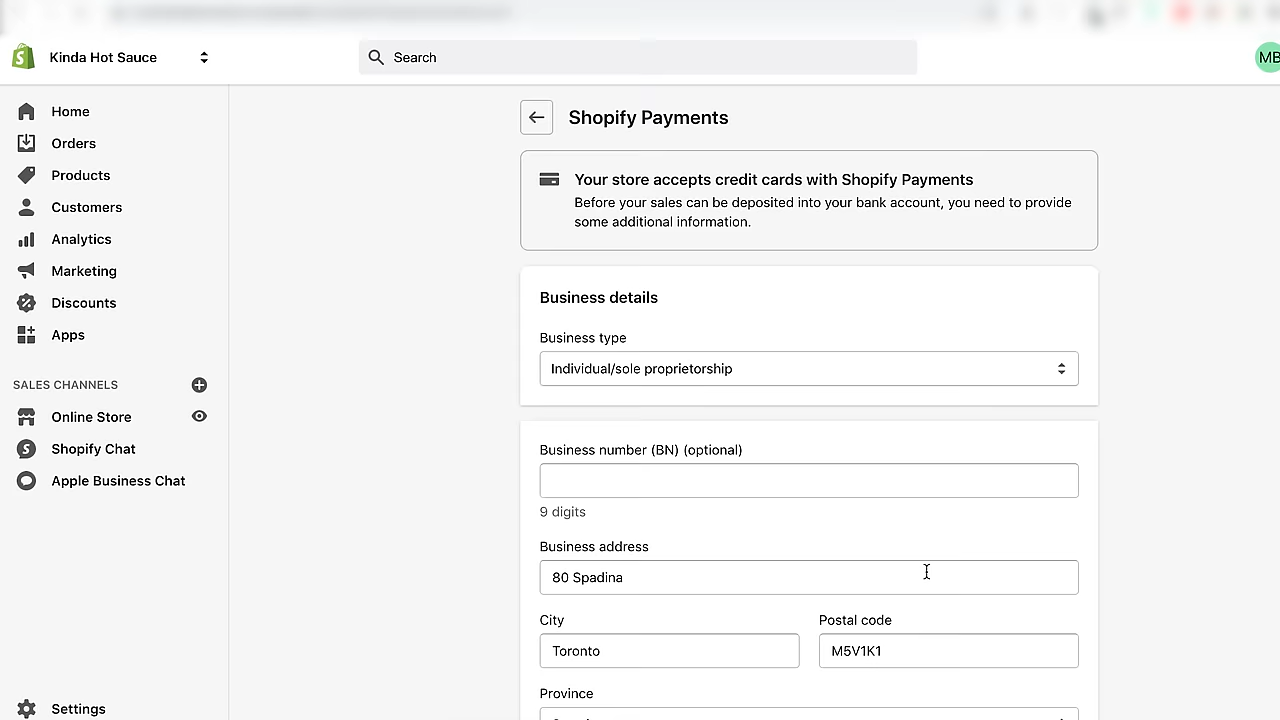 Kinda Hot Sauce
Search
MB
Home
Orders
Products
Customers
Analytics
Marketing
Discounts
Apps
SALES CHANNELS
Online Store
Shopify Chat
Apple Business Chat
Settings
Shopify Payments
Your store accepts credit cards with Shopify Payments
Before your sales can be deposited into your bank account, you need to provide
some additional information.
Business details
Business type
Individual/sole proprietorship
Business number (BN) (optional)
9 digits
Business address
80 Spadina
City
Postal code
Toronto
M5V1K1
Province